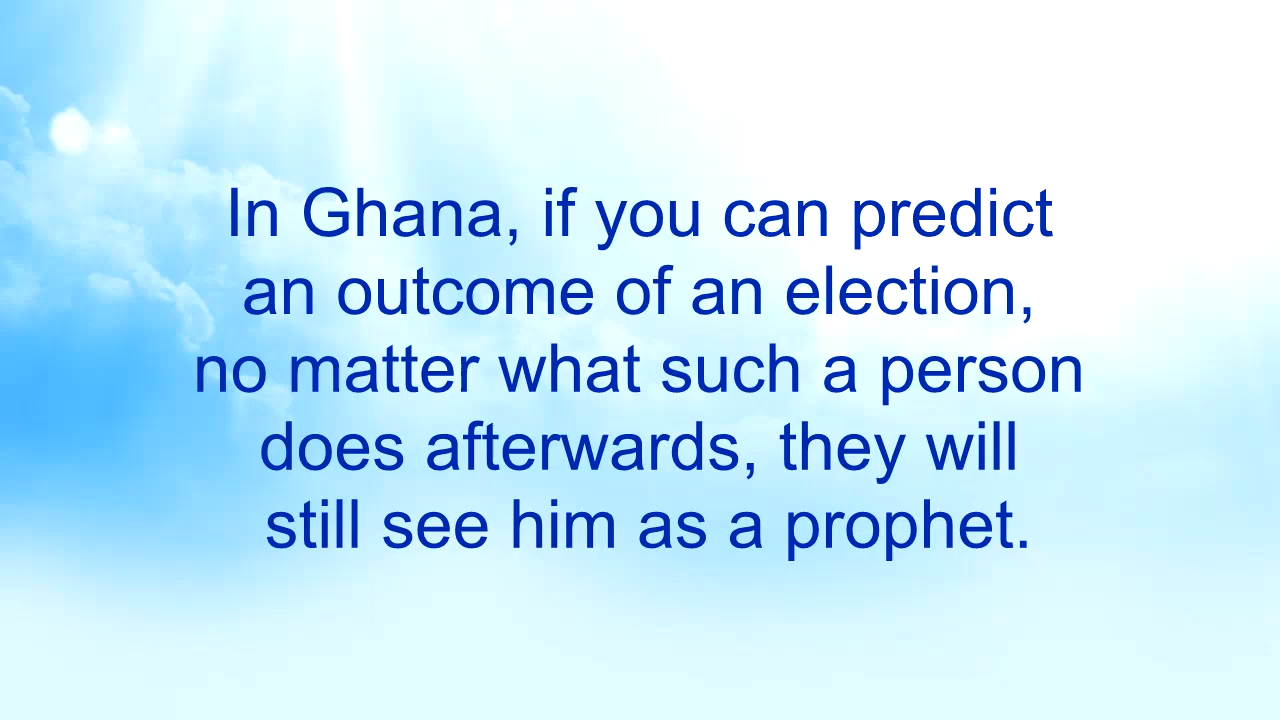 In Ghana, if you can predict
an outcome of an election,
no matter what such a person
does afterwards, they will
still see him as a prophet.